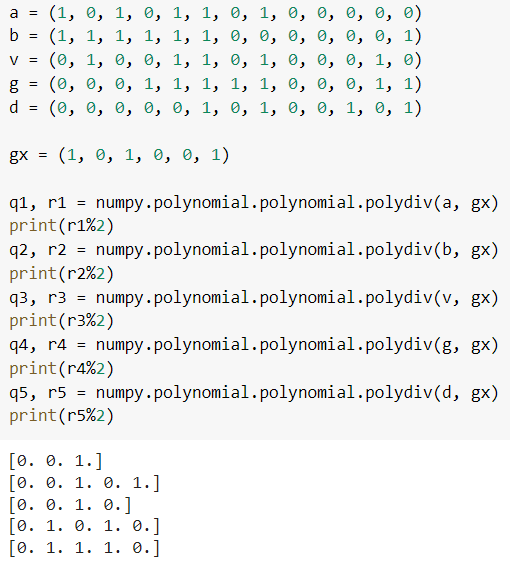 a = (1, 0, 1, 0, 1, 1, 0, 1, 0, 0, 0, 0, 0)
b = (1, 1, 1, 1, 1, 1, 0, 0, 0, 0, 0, 0, 1)
v = (0, 1, 0, 0, 1, 1, 0, 1, 0, 0, 0, 1, 0)
g = (0, 0, 0, 1, 1, 1, 1, 1, 0, 0, 0, 1, 1)
d = (0, 0, 0, 0, 0, 1, 0, 1, 0, 0, 1, 0, 1)
gx = (1, 0, 1, 0, 0, 1)
q1, r1 = numpy.polynomial.polynomial.polydiv(a, gx)
print(r1%2)
q2, r2 = numpy.polynomial.polynomial.polydiv(b, gx)
print(r2%2)
q3, r3 = numpy.polynomial.polynomial.polydiv(v, gx)
print(r3%2)
q4, r4 = numpy.polynomial.polynomial.polydiv(g, gx)
print(r4%2)
q5, r5 = numpy.polynomial.polynomial.polydiv(d, gx)
print(r5%2)
[0. 0. 1.]
[0. 0. 1. 0. 1.]
[0. 0. 1. 0.]
[0. 1. 0. 1. 0.]
[0. 1. 1. 1. 0.]